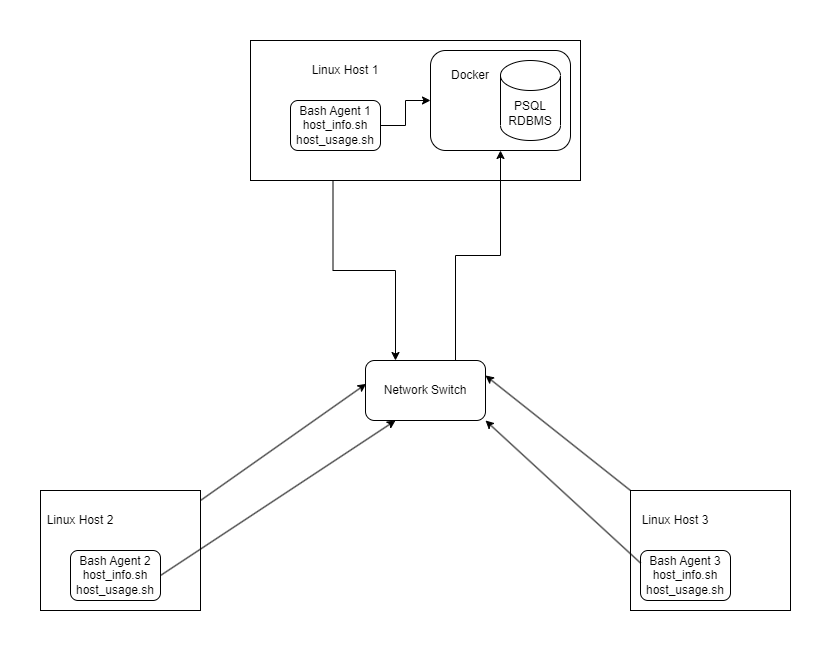 Linux Host 1
Docker
PSQL
RDBMS
Bash Agent 1
host_info.sh
host_usage.sh
Network Switch
Linux Host 2
Bash Agent 2
host_info.sh
host_usage.sh
Linux Host 3
Bash Agent 3
host_info.sh
host_usage.sh